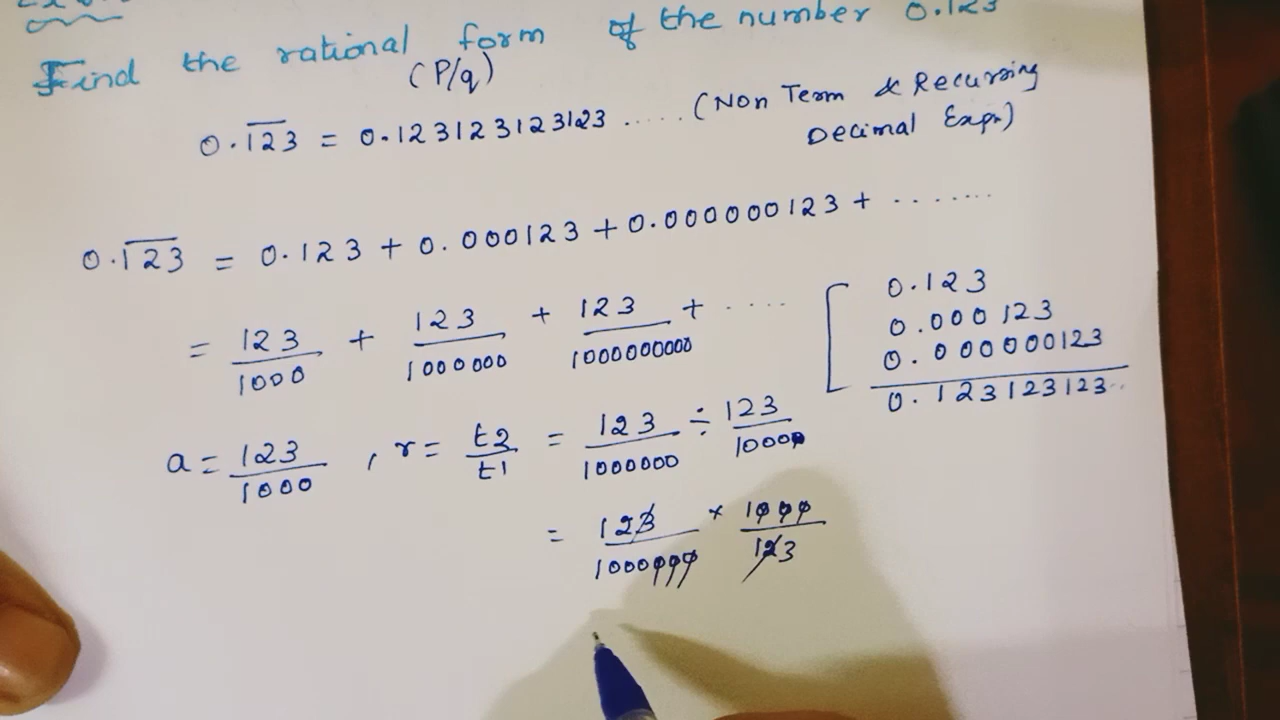 Find the rational form of the number 0.123
(P/q)
0.1̅2̅3 = 0.123123123123 ..... (Non Term & Recurring
Decimal Expn)
0.1̅2̅3̅ = 0.123 + 0.000123 + 0.000000123 + .......
= 123/1000 + 123/1000000 + 123/1000000000 + ....
0.123
0.000123
0.000000123
0.123123123..
a = 123/1000 , r = t2/t1 = 123/1000000 ÷ 123/1000
= 123/1000000 × 1000/123